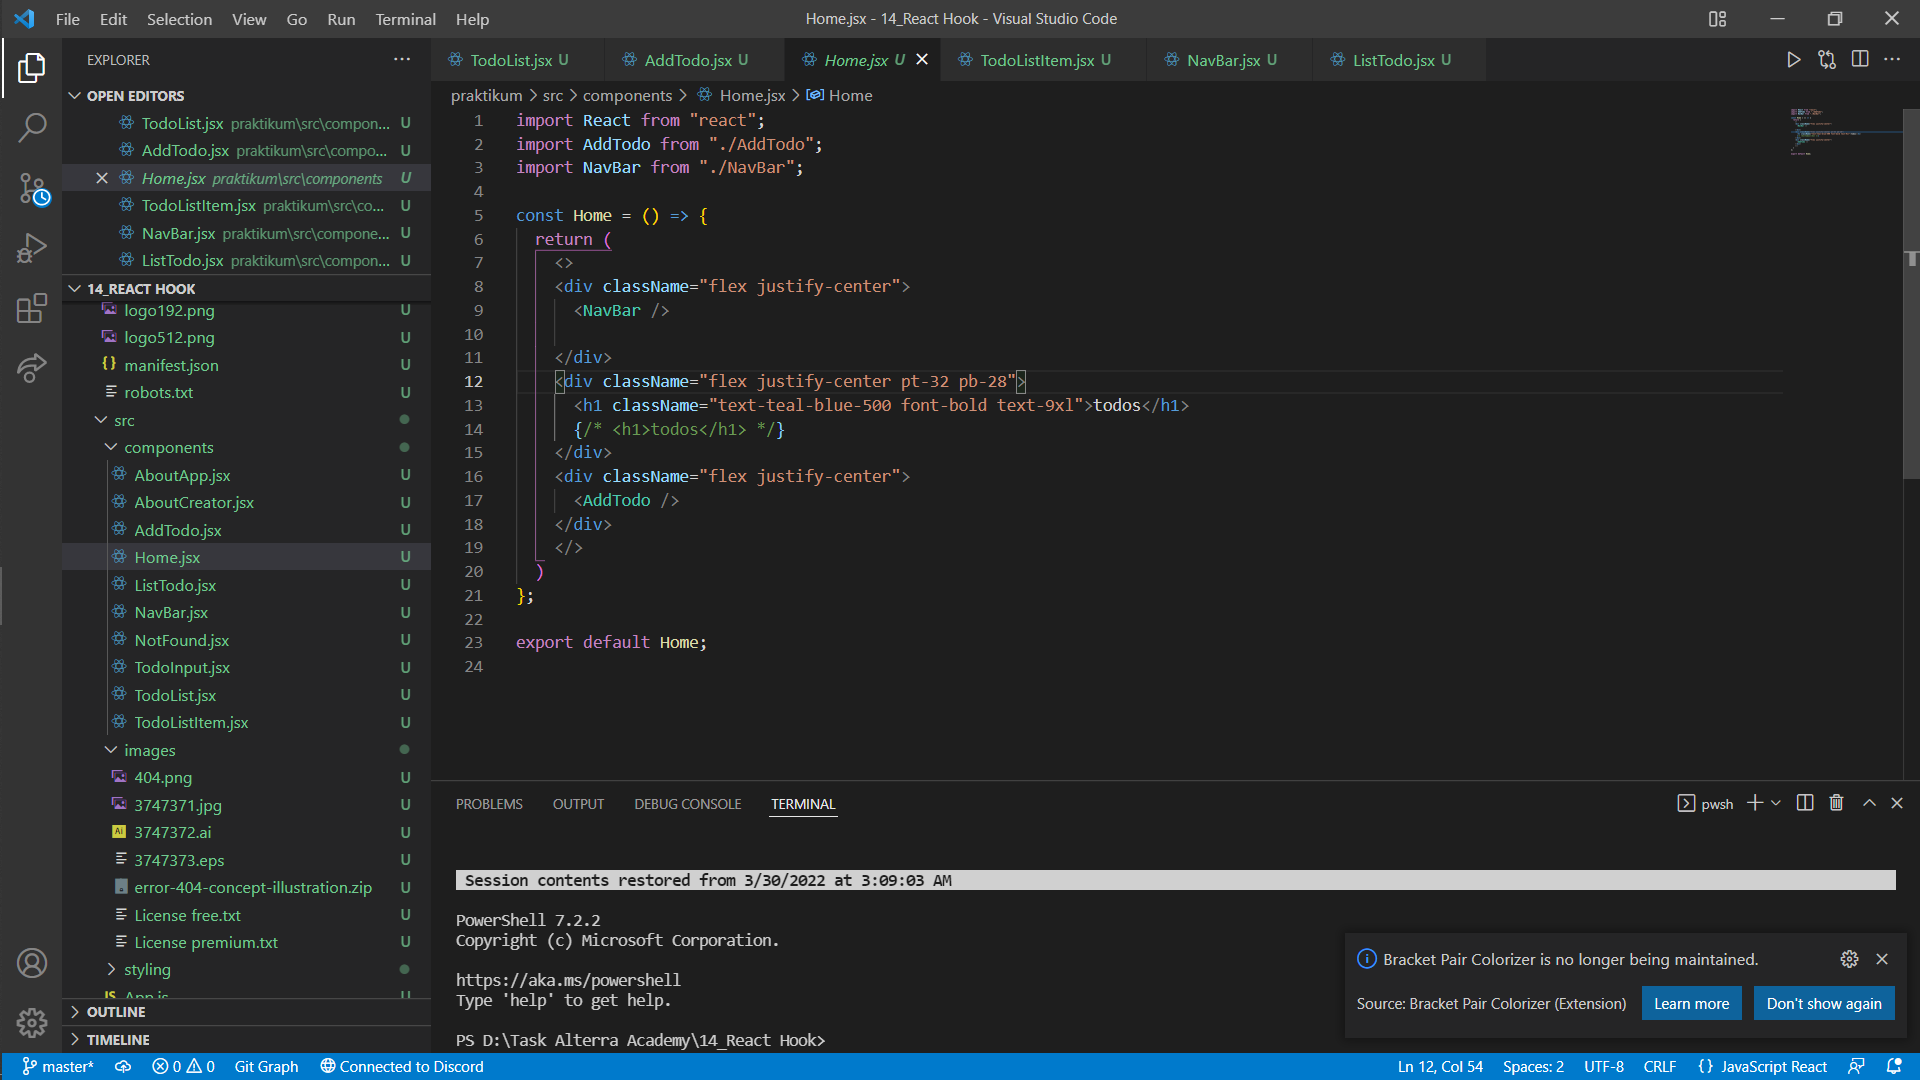 File Edit Selection View Go Run Terminal Help
Home.jsx - 14_React Hook - Visual Studio Code
EXPLORER
OPEN EDITORS
TodoList.jsx praktikum\src\compon... U
AddTodo.jsx praktikum\src\compo... U
Home.jsx praktikum\src\components U
TodoListItem.jsx praktikum\src\co... U
NavBar.jsx praktikum\src\compone... U
ListTodo.jsx praktikum\src\compon... U
14_REACT HOOK
logo192.png U
logo512.png U
{} manifest.json U
robots.txt U
src
components
AboutApp.jsx U
AboutCreator.jsx U
AddTodo.jsx U
Home.jsx U
ListTodo.jsx U
NavBar.jsx U
NotFound.jsx U
TodoInput.jsx U
TodoList.jsx U
TodoListItem.jsx U
images
404.png U
3747371.jpg U
Ai 3747372.ai U
3747373.eps U
error-404-concept-illustration.zip U
License free.txt U
License premium.txt U
styling
JS App.js U
OUTLINE
TIMELINE
TodoList.jsx U AddTodo.jsx U Home.jsx U TodoListItem.jsx U NavBar.jsx U ListTodo.jsx U
praktikum > src > components > Home.jsx > Home
1 import React from "react";
2 import AddTodo from "./AddTodo";
3 import NavBar from "./NavBar";
4
5 const Home = () => {
6 return (
7 <>
8 <div className="flex justify-center">
9 <NavBar />
10
11 </div>
12 <div className="flex justify-center pt-32 pb-28">
13 <h1 className="text-teal-blue-500 font-bold text-9xl">todos</h1>
14 {/* <h1>todos</h1> */}
15 </div>
16 <div className="flex justify-center">
17 <AddTodo />
18 </div>
19 </>
20 )
21 };
22
23 export default Home;
24
PROBLEMS OUTPUT DEBUG CONSOLE TERMINAL
pwsh
Session contents restored from 3/30/2022 at 3:09:03 AM
PowerShell 7.2.2
Copyright (c) Microsoft Corporation.
https://aka.ms/powershell
Type 'help' to get help.
PS D:\Task Alterra Academy\14_React Hook>
Bracket Pair Colorizer is no longer being maintained.
Source: Bracket Pair Colorizer (Extension) Learn more Don't show again
master* 0 0 Git Graph Connected to Discord Ln 12, Col 54 Spaces: 2 UTF-8 CRLF {} JavaScript React